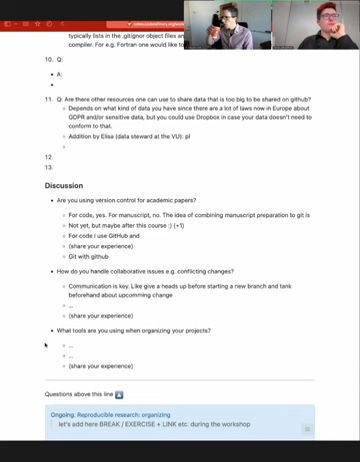 typically lists in the .gitignor object files an
compiler. For e.g. Fortran one would like to
10. Q:
A:
11. Q: Are there other resources one can use to share data that is too big to be shared on github?
Depends on what kind of data you have since there are a lot of laws now in Europe about
GDPR and/or sensitive data, but you could use Dropbox in case your data doesn't need to
conform to that.
Addition by Elisa (data steward at the VU): pl
12.
13.
Discussion
Are you using version control for academic papers?
For code, yes. For manuscript, no. The idea of combining manuscript preparation to git is
Not yet, but maybe after this course :) (+1)
For code I use GitHub and
(share your experience)
Git with github
How do you handle collaborative issues e.g. conflicting changes?
Communication is key. Like give a heads up before starting a new branch and tank
beforehand about upcomming change
...
(share your experience)
What tools are you using when organizing your projects?
...
...
(share your experience)
Questions above this line
Ongoing: Reproducible research: organizing
let's add here BREAK / EXERCISE + LINK etc. during the workshop